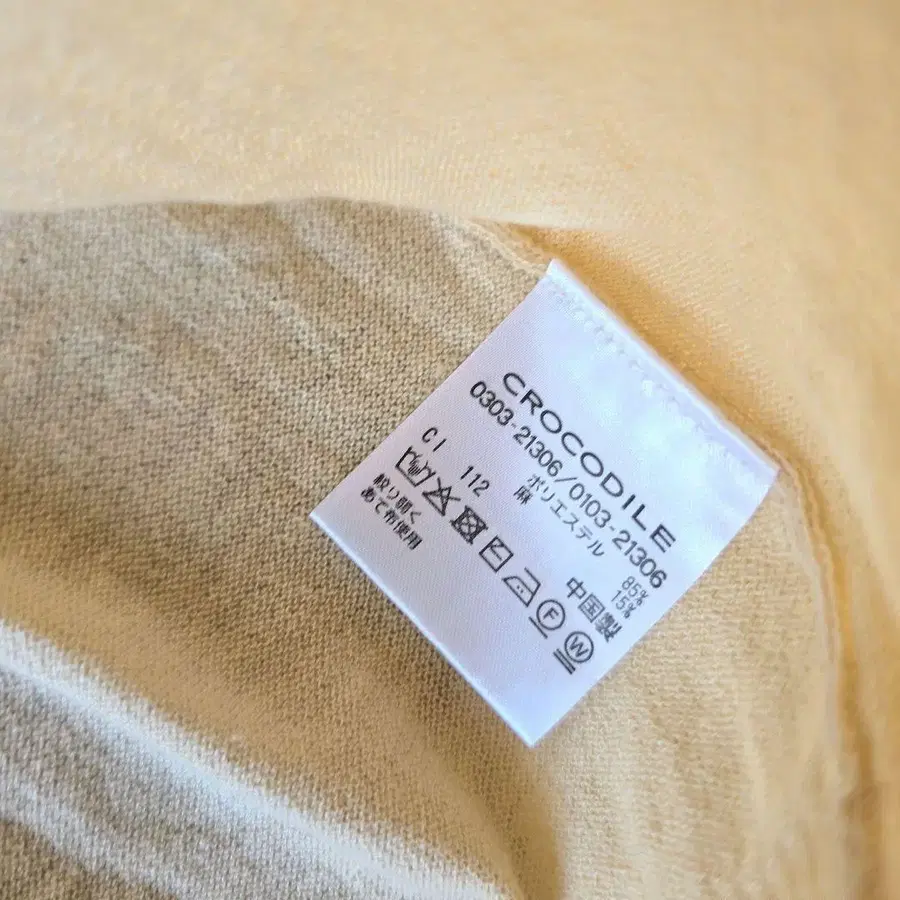 CROCODILE
0303-21306/0103-21306
ポリエステル 85%
麻 15%
CI 112
中国製
F W
絞り弱く
あて布使用